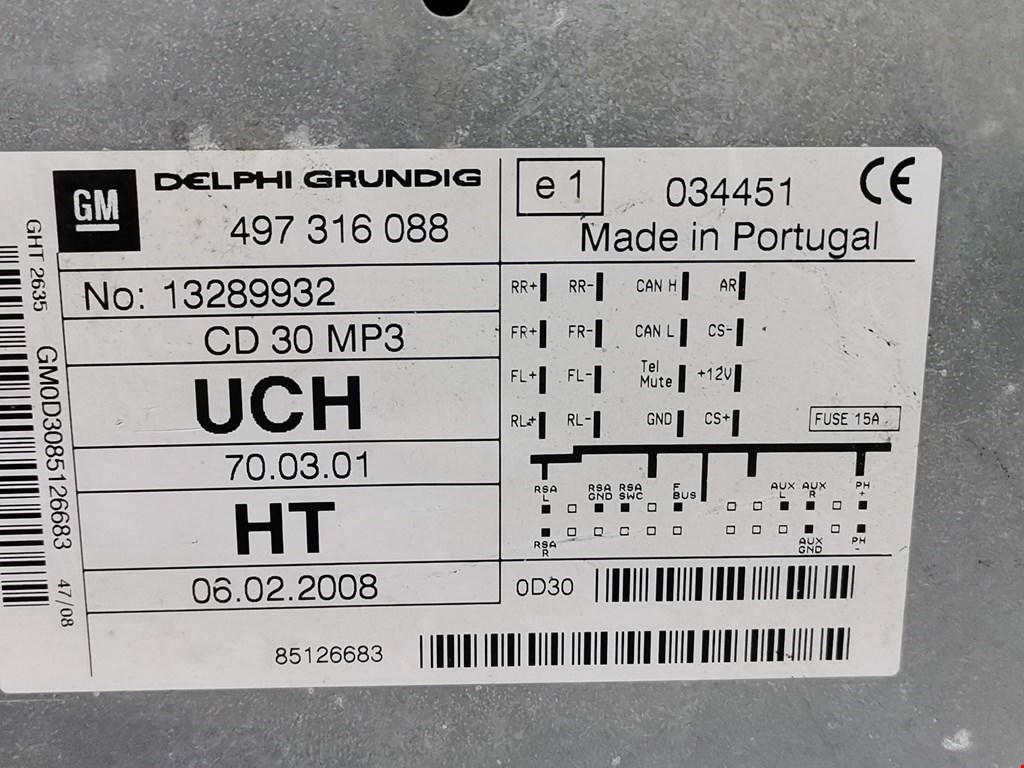 GM
DELPHI GRUNDIG
497 316 088
No: 13289932
CD 30 MP3
UCH
70.03.01
HT
06.02.2008
e 1
034451
CE
Made in Portugal
RR+ RR- CAN H AR
FR+ FR- CAN L CS-
FL+ FL- Tel Mute +12V
RL+ RL- GND CS+
FUSE 15A
RSA L
RSA GND
RSA SWC
F BUS
AUX L
AUX R
PH +
RSA R
AUX GND
PH -
0D30
85126683
GHT 2635
GM0D3085126683
47/08